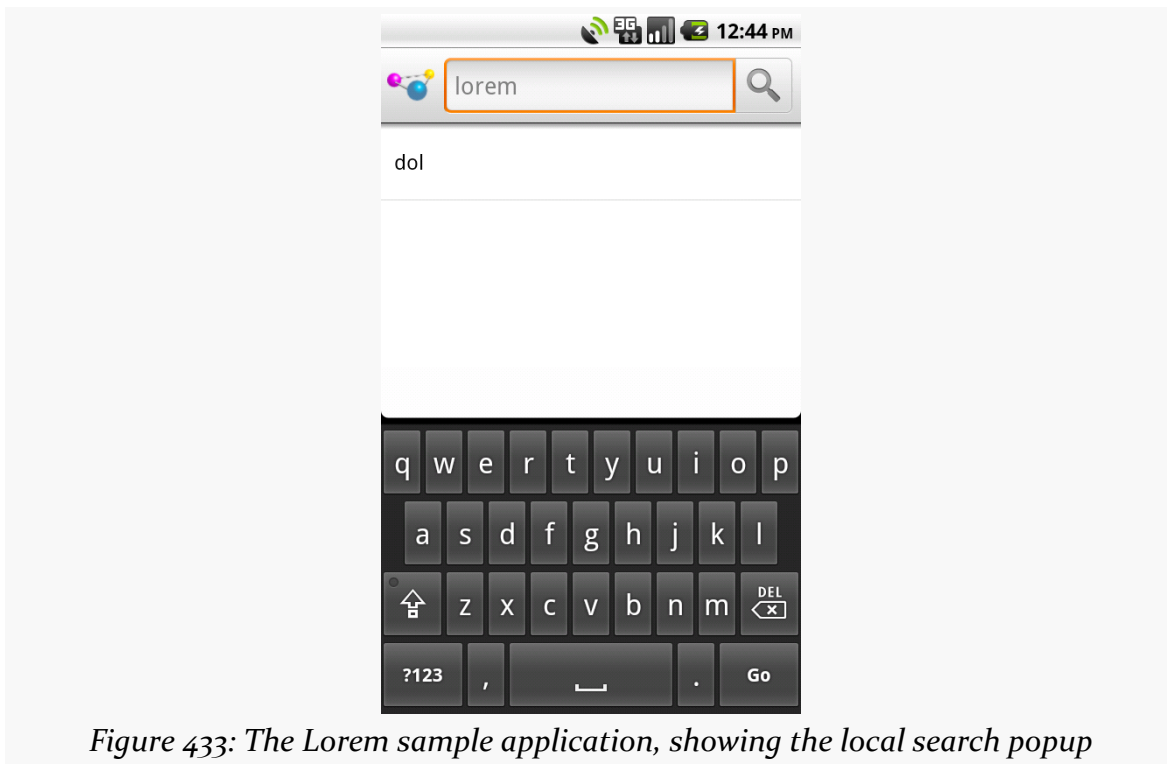 3G
12:44 PM
lorem
dol
q w e r t y u i o p
a s d f g h j k l
z x c v b n m DEL
?123 , . Go
Figure 433: The Lorem sample application, showing the local search popup